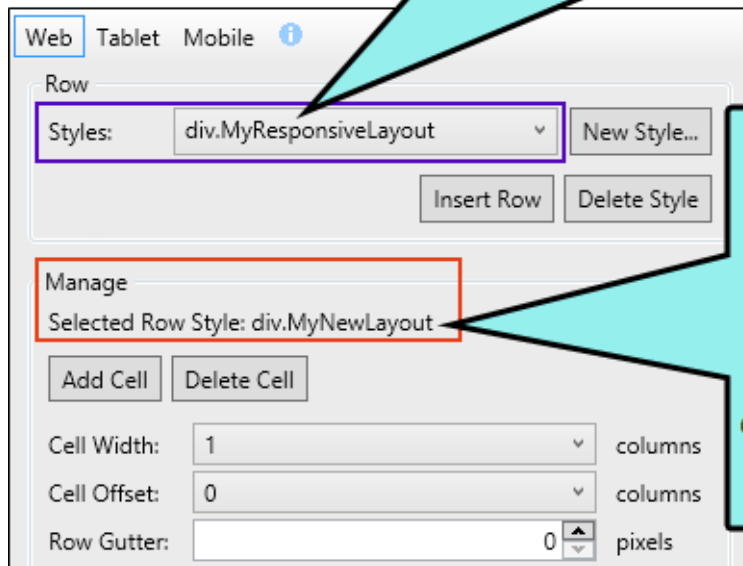 Web Tablet Mobile i
Row
Styles: div.MyResponsiveLayout New Style...
Insert Row Delete Style
Manage
Selected Row Style: div.MyNewLayout
Add Cell Delete Cell
Cell Width: 1 columns
Cell Offset: 0 columns
Row Gutter: 0 pixels